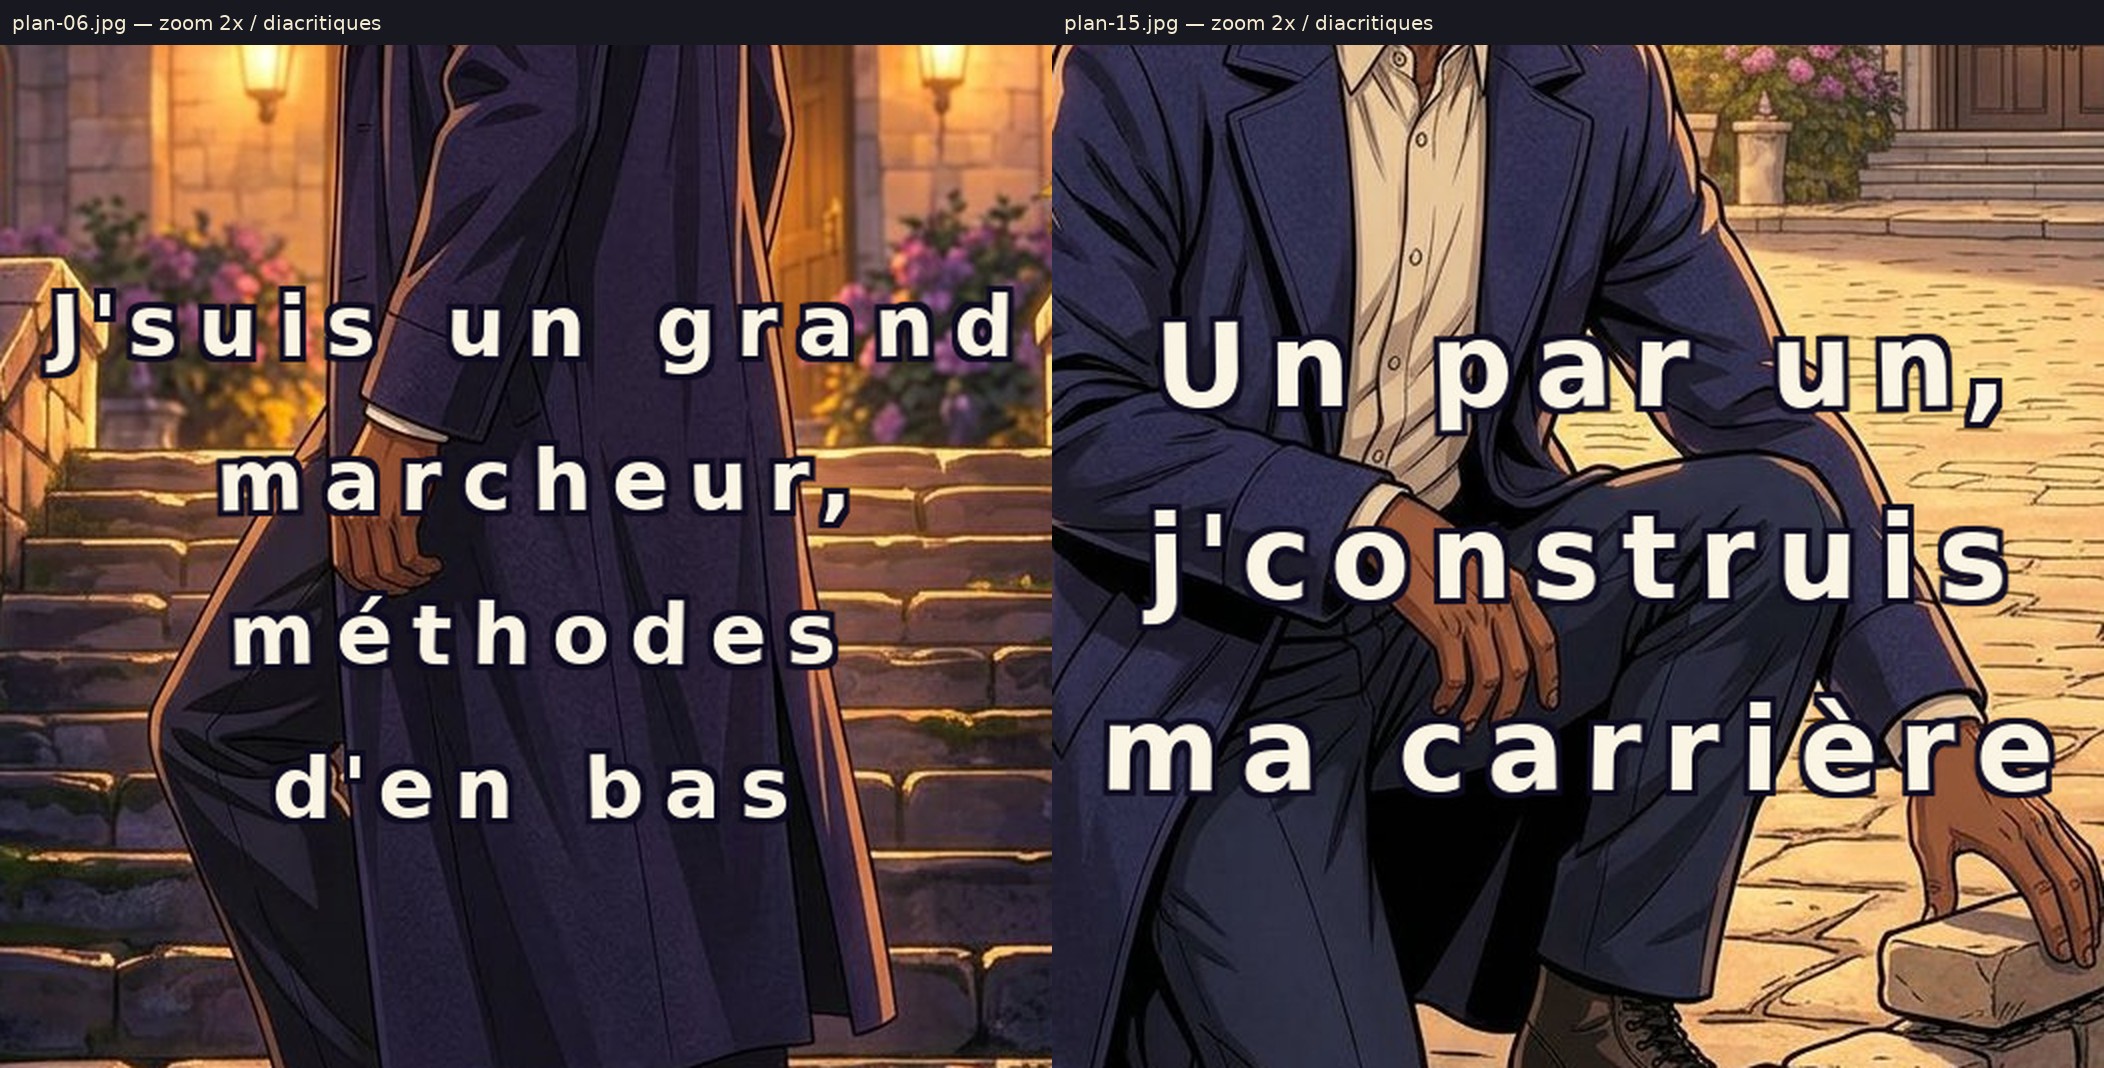 plan-06.jpg — zoom 2x / diacritiques
J'suis un grand
marcheur,
méthodes
d'en bas
plan-15.jpg — zoom 2x / diacritiques
Un par un,
j'construis
ma carrière